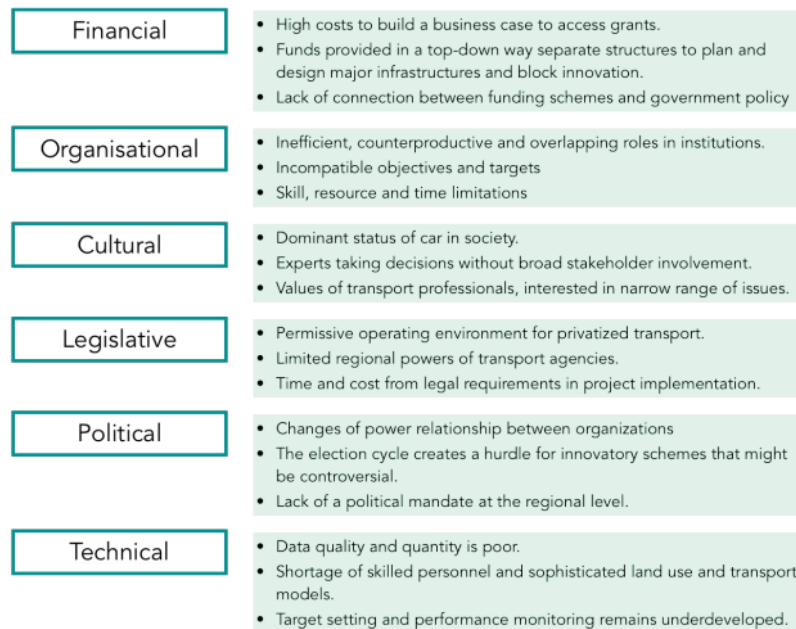 Financial
• High costs to build a business case to access grants.
• Funds provided in a top-down way separate structures to plan and
design major infrastructures and block innovation.
• Lack of connection between funding schemes and government policy
Organisational
• Inefficient, counterproductive and overlapping roles in institutions.
• Incompatible objectives and targets
• Skill, resource and time limitations
Cultural
• Dominant status of car in society.
• Experts taking decisions without broad stakeholder involvement.
• Values of transport professionals, interested in narrow range of issues.
Legislative
• Permissive operating environment for privatized transport.
• Limited regional powers of transport agencies.
• Time and cost from legal requirements in project implementation.
Political
• Changes of power relationship between organizations
• The election cycle creates a hurdle for innovatory schemes that might
be controversial.
• Lack of a political mandate at the regional level.
Technical
• Data quality and quantity is poor.
• Shortage of skilled personnel and sophisticated land use and transport
models.
• Target setting and performance monitoring remains underdeveloped.